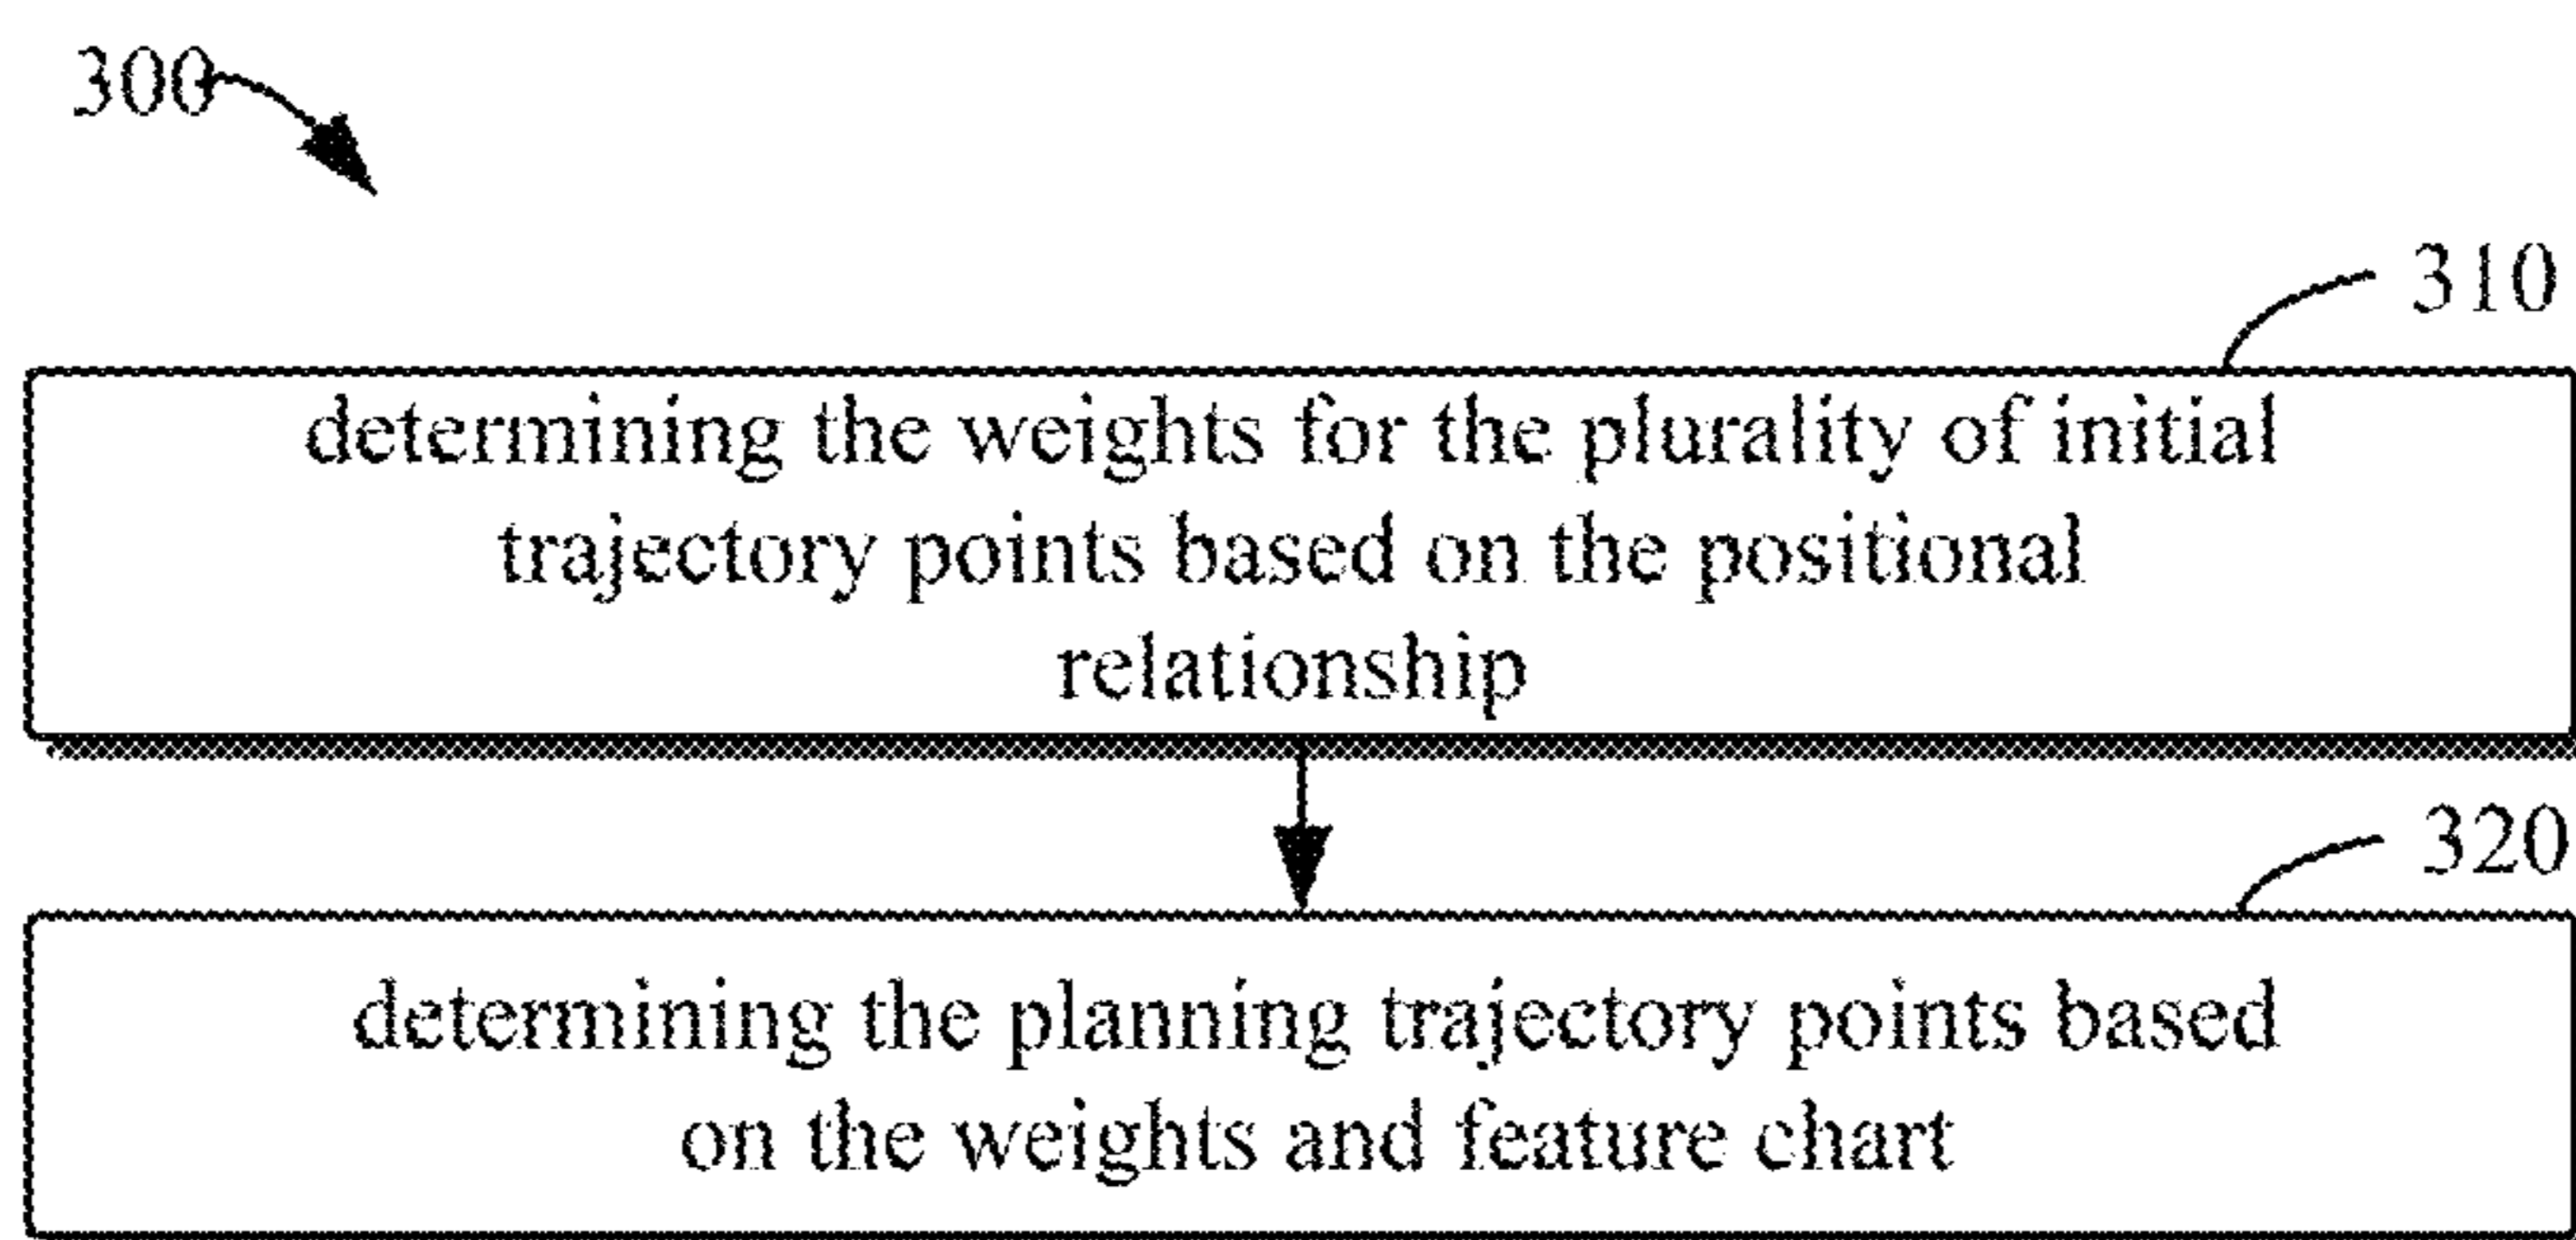 300
310
determining the weights for the plurality of initial
trajectory points based on the positional
relationship
320
determining the planning trajectory points based
on the weights and feature chart